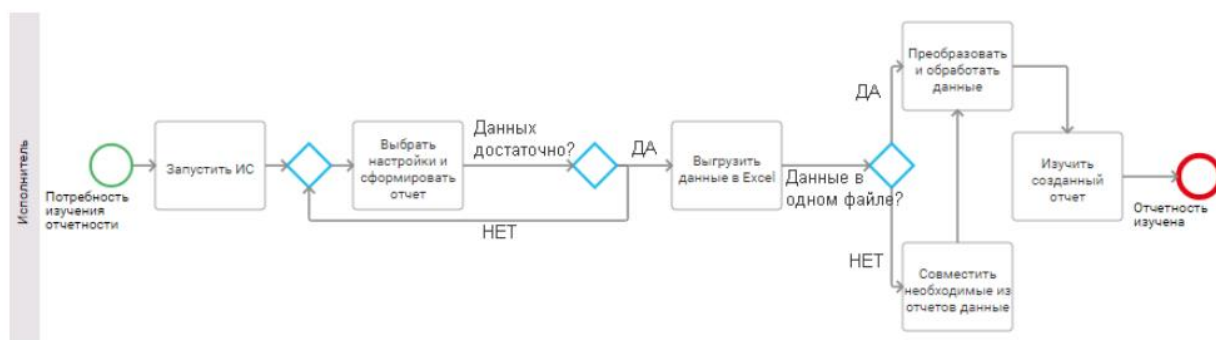 Исполнитель
Потребность
изучения
отчетности
Запустить ИС
Выбрать
настройки и
сформировать
отчет
Данных
достаточно?
ДА
НЕТ
Выгрузить
данные в Excel
Данные в
одном файле?
ДА
НЕТ
Преобразовать
и обработать
данные
Совместить
необходимые из
отчетов данные
Изучить
созданный
отчет
Отчетность
изучена